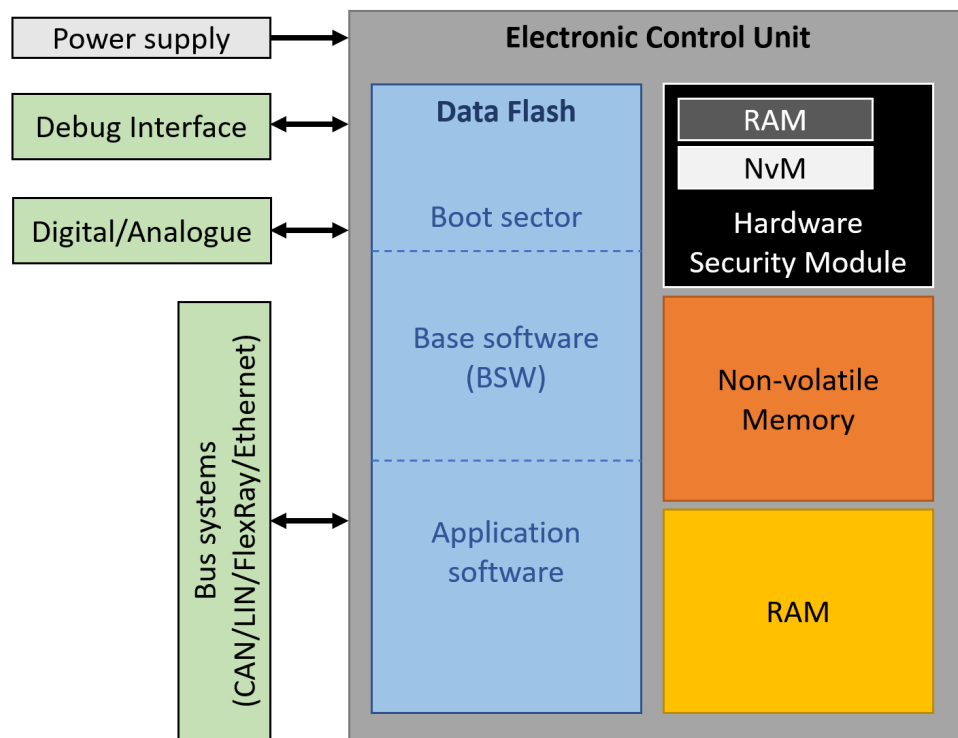 Power supply
Electronic Control Unit
Debug Interface
Digital/Analogue
Bus systems
(CAN/LIN/FlexRay/Ethernet)
Data Flash
Boot sector
Base software
(BSW)
Application
software
RAM
NvM
Hardware
Security Module
Non-volatile
Memory
RAM